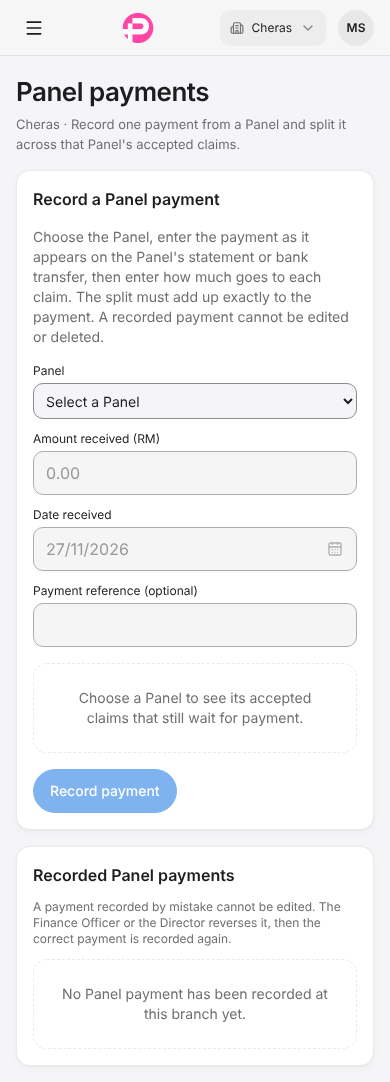 Cheras
MS
Panel payments
Cheras · Record one payment from a Panel and split it
across that Panel's accepted claims.
Record a Panel payment
Choose the Panel, enter the payment as it
appears on the Panel's statement or bank
transfer, then enter how much goes to each
claim. The split must add up exactly to the
payment. A recorded payment cannot be edited
or deleted.
Panel
Select a Panel
Amount received (RM)
0.00
Date received
27/11/2026
Payment reference (optional)
Choose a Panel to see its accepted
claims that still wait for payment.
Record payment
Recorded Panel payments
A payment recorded by mistake cannot be edited. The
Finance Officer or the Director reverses it, then the
correct payment is recorded again.
No Panel payment has been recorded at
this branch yet.